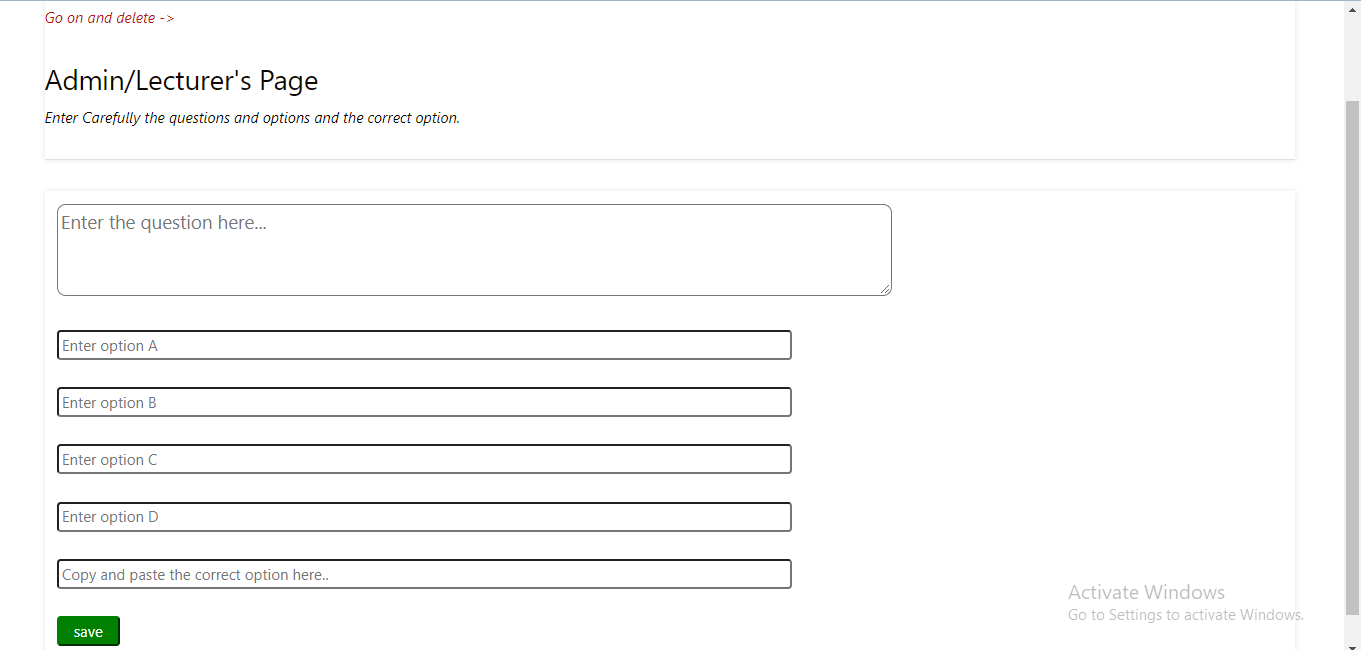 Go on and delete ->
Admin/Lecturer's Page
Enter Carefully the questions and options and the correct option.
Enter the question here...
Enter option A
Enter option B
Enter option C
Enter option D
Copy and paste the correct option here..
save
Activate Windows
Go to Settings to activate Windows.